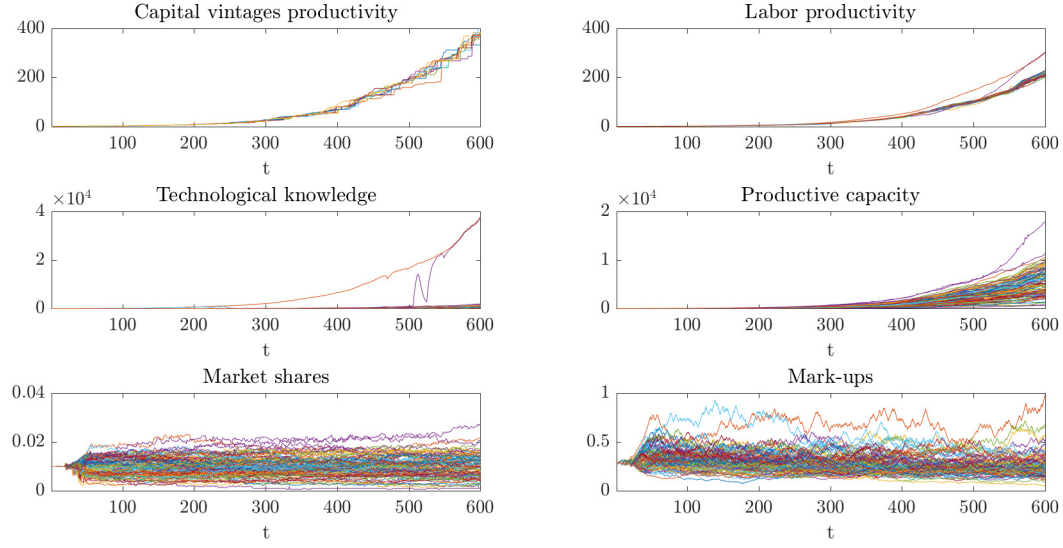 Capital vintages productivity
400
200
0
100 200 300 400 500 600
t
Labor productivity
400
200
0
100 200 300 400 500 600
t
Technological knowledge
×10^4
4
2
0
100 200 300 400 500 600
t
Productive capacity
×10^4
2
1
0
100 200 300 400 500 600
t
Market shares
0.04
0.02
0
100 200 300 400 500 600
t
Mark-ups
1
0.5
0
100 200 300 400 500 600
t